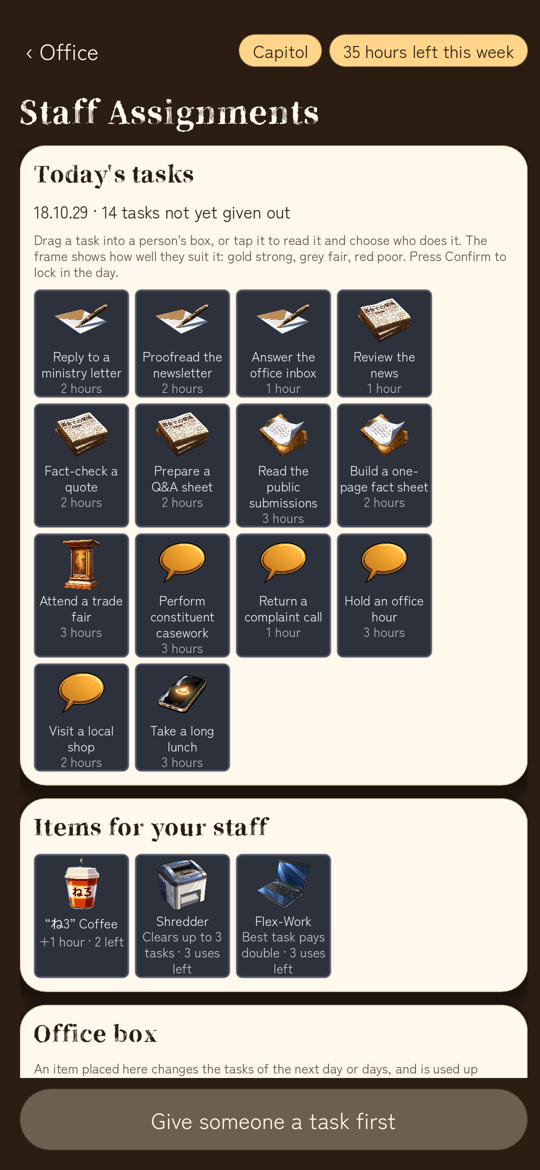 ‹ Office
Capitol
35 hours left this week
Staff Assignments
Today's tasks
18.10.29 · 14 tasks not yet given out
Drag a task into a person's box, or tap it to read it and choose who does it. The
frame shows how well they suit it: gold strong, grey fair, red poor. Press Confirm to
lock in the day.
Reply to a
ministry letter
2 hours
Proofread the
newsletter
2 hours
Answer the
office inbox
1 hour
Review the
news
1 hour
Fact-check a
quote
2 hours
Prepare a
Q&A sheet
2 hours
Read the
public
submissions
3 hours
Build a one-
page fact sheet
2 hours
Attend a trade
fair
3 hours
Perform
constituent
casework
3 hours
Return a
complaint call
1 hour
Hold an office
hour
3 hours
Visit a local
shop
2 hours
Take a long
lunch
3 hours
Items for your staff
ね3
“ね3” Coffee
+1 hour · 2 left
Shredder
Clears up to 3
tasks · 3 uses
left
Flex-Work
Best task pays
double · 3 uses
left
Office box
An item placed here changes the tasks of the next day or days, and is used up
Give someone a task first